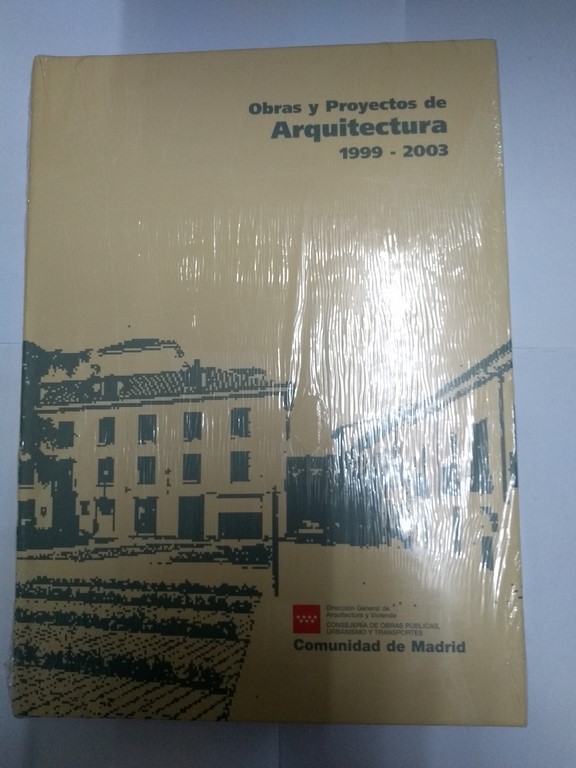 Obras y Proyectos de
Arquitectura
1999 - 2003
Dirección General de
Arquitectura y Vivienda
CONSEJERÍA DE OBRAS PÚBLICAS,
URBANISMO Y TRANSPORTES
Comunidad de Madrid